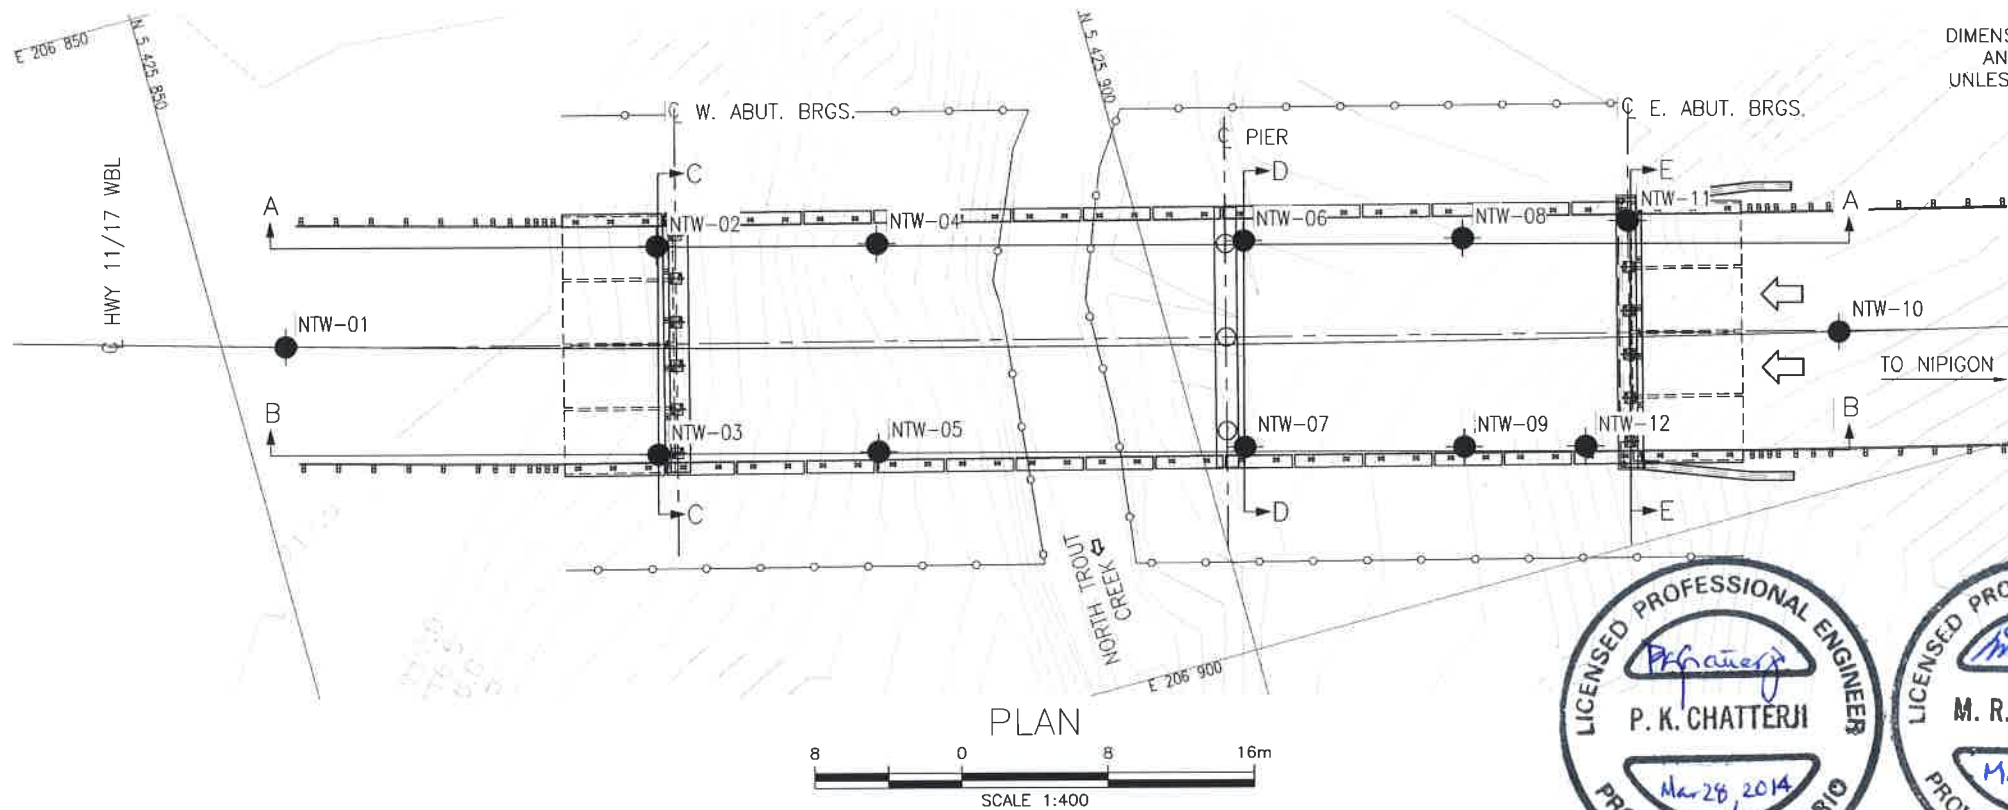 E 206 850
N 5 425 850
N 5 425 900
DIMENS
AN
UNLES
℄ W. ABUT. BRGS.
℄ PIER
℄ E. ABUT. BRGS.
℄ HWY 11/17 WBL
C
D
E
A
NTW-02
NTW-04
NTW-06
NTW-08
NTW-11
A
NTW-01
NTW-10
TO NIPIGON
B
NTW-03
NTW-05
NTW-07
NTW-09
NTW-12
B
C
D
E
NORTH TROUT
CREEK
E 206 900
PLAN
8 0 8 16m
SCALE 1:400
LICENSED PROFESSIONAL ENGINEER
P. K. CHATTERJI
Mar 28, 2014
LICENSED PRO
M. R.